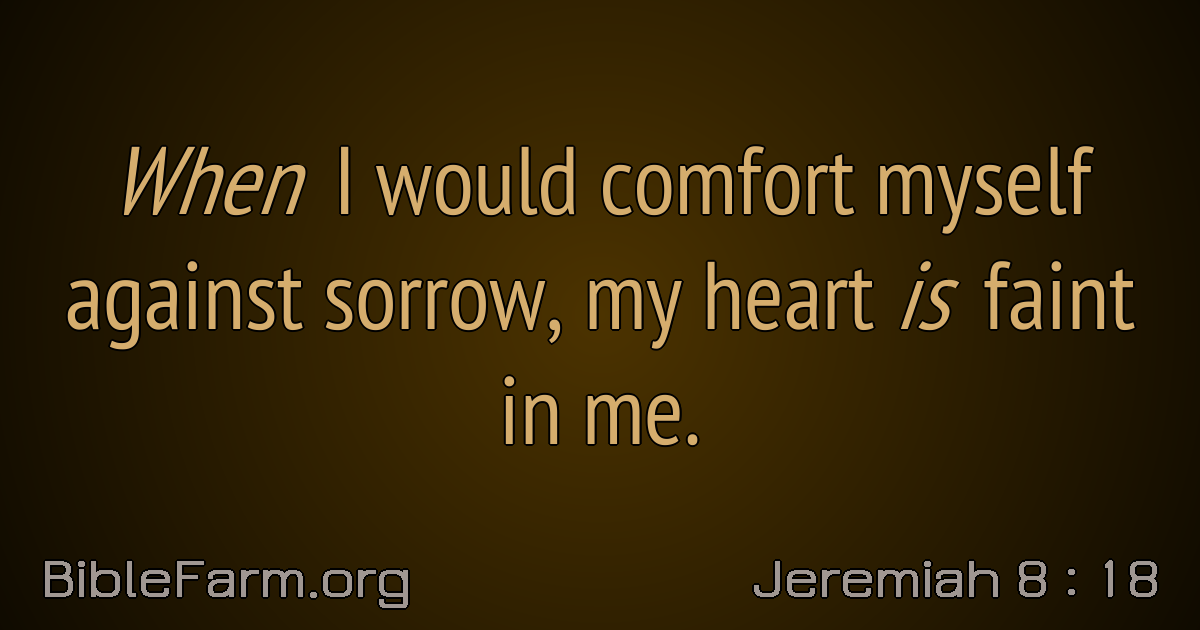 When I would comfort myself
against sorrow, my heart is faint
in me.
BibleFarm.org
Jeremiah 8 : 18